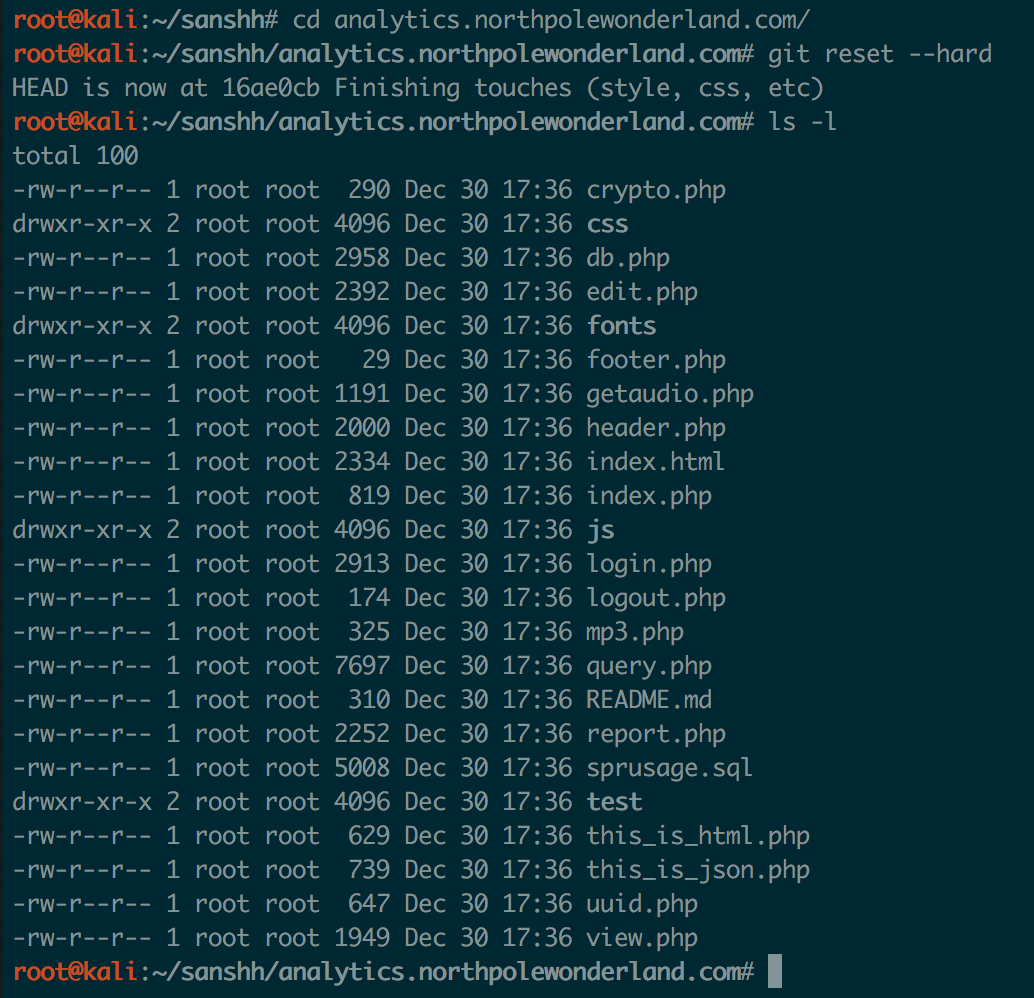 root@kali:~/sanshh# cd analytics.northpolewonderland.com/
root@kali:~/sanshh/analytics.northpolewonderland.com# git reset --hard
HEAD is now at 16ae0cb Finishing touches (style, css, etc)
root@kali:~/sanshh/analytics.northpolewonderland.com# ls -l
total 100
-rw-r--r-- 1 root root  290 Dec 30 17:36 crypto.php
drwxr-xr-x 2 root root 4096 Dec 30 17:36 css
-rw-r--r-- 1 root root 2958 Dec 30 17:36 db.php
-rw-r--r-- 1 root root 2392 Dec 30 17:36 edit.php
drwxr-xr-x 2 root root 4096 Dec 30 17:36 fonts
-rw-r--r-- 1 root root   29 Dec 30 17:36 footer.php
-rw-r--r-- 1 root root 1191 Dec 30 17:36 getaudio.php
-rw-r--r-- 1 root root 2000 Dec 30 17:36 header.php
-rw-r--r-- 1 root root 2334 Dec 30 17:36 index.html
-rw-r--r-- 1 root root  819 Dec 30 17:36 index.php
drwxr-xr-x 2 root root 4096 Dec 30 17:36 js
-rw-r--r-- 1 root root 2913 Dec 30 17:36 login.php
-rw-r--r-- 1 root root  174 Dec 30 17:36 logout.php
-rw-r--r-- 1 root root  325 Dec 30 17:36 mp3.php
-rw-r--r-- 1 root root 7697 Dec 30 17:36 query.php
-rw-r--r-- 1 root root  310 Dec 30 17:36 README.md
-rw-r--r-- 1 root root 2252 Dec 30 17:36 report.php
-rw-r--r-- 1 root root 5008 Dec 30 17:36 sprusage.sql
drwxr-xr-x 2 root root 4096 Dec 30 17:36 test
-rw-r--r-- 1 root root  629 Dec 30 17:36 this_is_html.php
-rw-r--r-- 1 root root  739 Dec 30 17:36 this_is_json.php
-rw-r--r-- 1 root root  647 Dec 30 17:36 uuid.php
-rw-r--r-- 1 root root 1949 Dec 30 17:36 view.php
root@kali:~/sanshh/analytics.northpolewonderland.com#